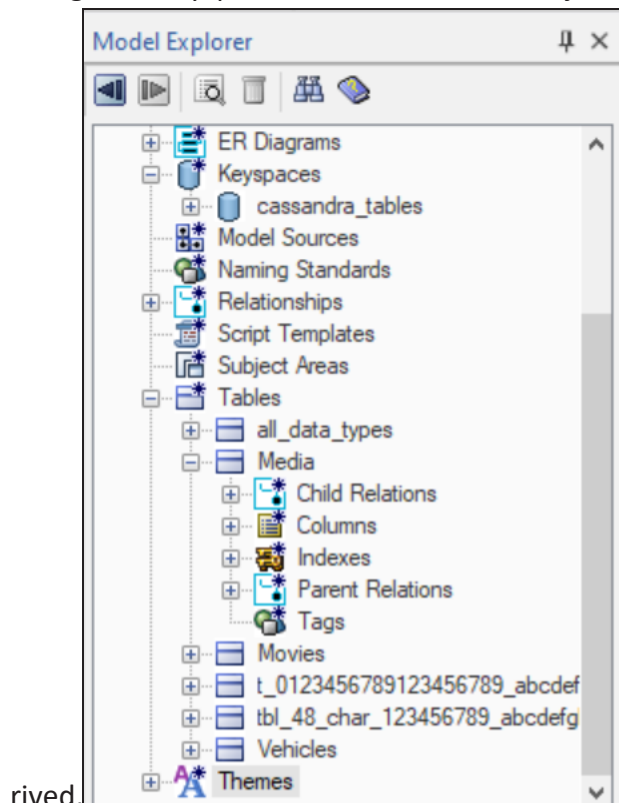 Model Explorer
ER Diagrams
Keyspaces
cassandra_tables
Model Sources
Naming Standards
Relationships
Script Templates
Subject Areas
Tables
all_data_types
Media
Child Relations
Columns
Indexes
Parent Relations
Tags
Movies
t_0123456789123456789_abcdef
tbl_48_char_123456789_abcdefg
Vehicles
Themes
rived.